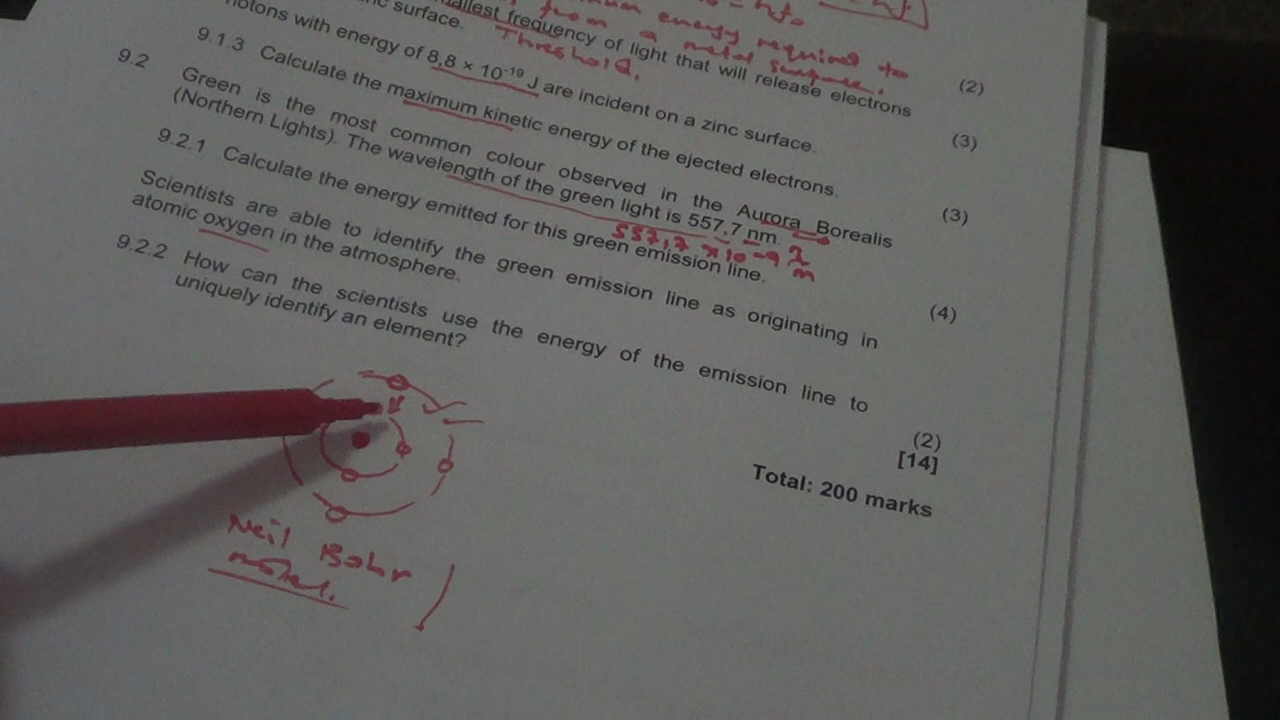 energy required to
from a metal surface.
Threshold.
surface.
allest frequency of light that will release electrons
(2)
hotons with energy of 8,8 × 10⁻¹⁹ J are incident on a zinc surface.
(3)
9.1.3 Calculate the maximum kinetic energy of the ejected electrons.
(3)
9.2 Green is the most common colour observed in the Aurora Borealis
(Northern Lights). The wavelength of the green light is 557,7 nm.
557,7 × 10 -9 m
λ
9.2.1 Calculate the energy emitted for this green emission line.
(4)
Scientists are able to identify the green emission line as originating in
atomic oxygen in the atmosphere.
9.2.2 How can the scientists use the energy of the emission line to
uniquely identify an element?
(2)
[14]
Total: 200 marks
Neil Bohr
model.